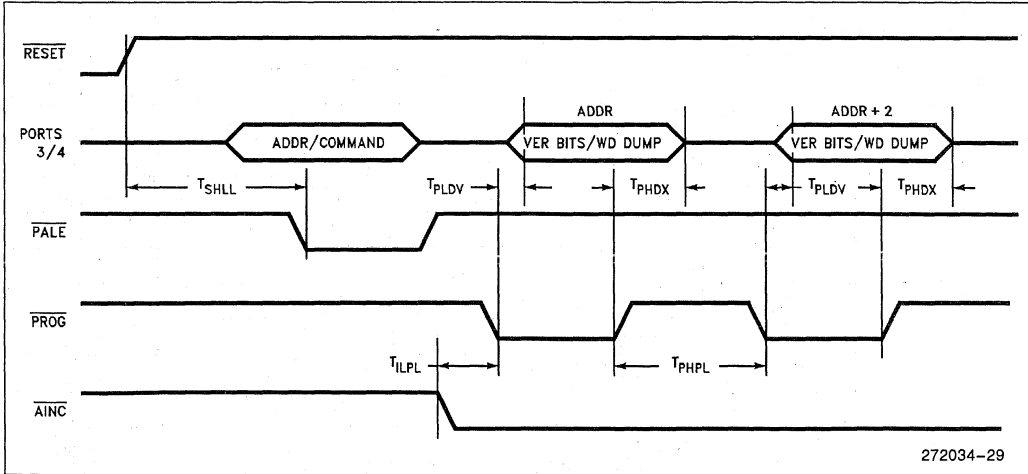 RESET
PORTS
3/4
ADDR/COMMAND
ADDR
VER BITS/WD DUMP
ADDR + 2
VER BITS/WD DUMP
TSHLL
TPLDV
TPHDX
TPLDV
TPHDX
PALE
PROG
TILPL
TPHPL
AINC
272034-29